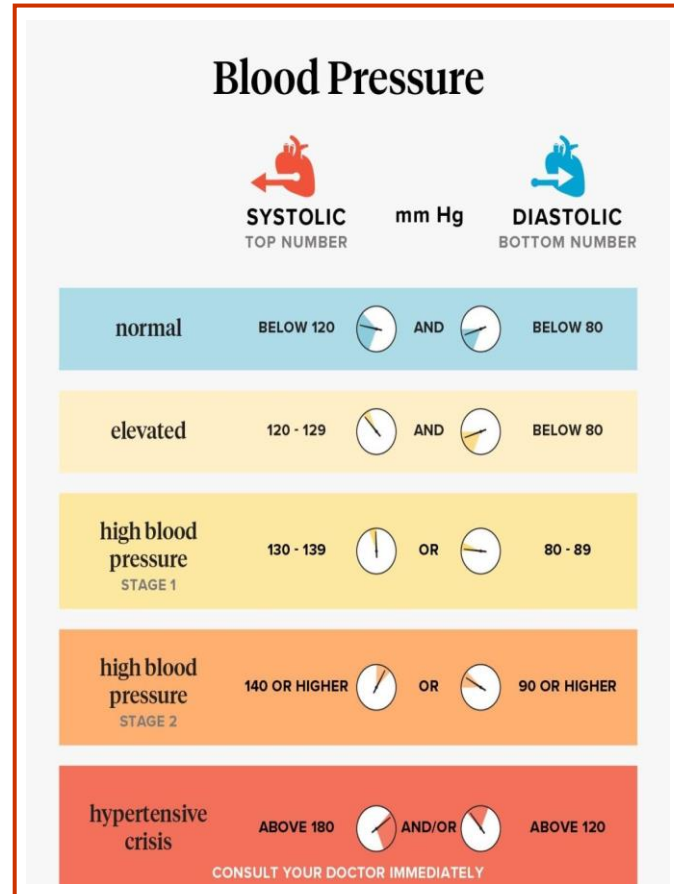 Blood Pressure
SYSTOLIC mm Hg DIASTOLIC
TOP NUMBER BOTTOM NUMBER
normal BELOW 120 AND BELOW 80
elevated 120 - 129 AND BELOW 80
high blood
pressure 130 - 139 OR 80 - 89
STAGE 1
high blood
pressure 140 OR HIGHER OR 90 OR HIGHER
STAGE 2
hypertensive
crisis ABOVE 180 AND/OR ABOVE 120
CONSULT YOUR DOCTOR IMMEDIATELY